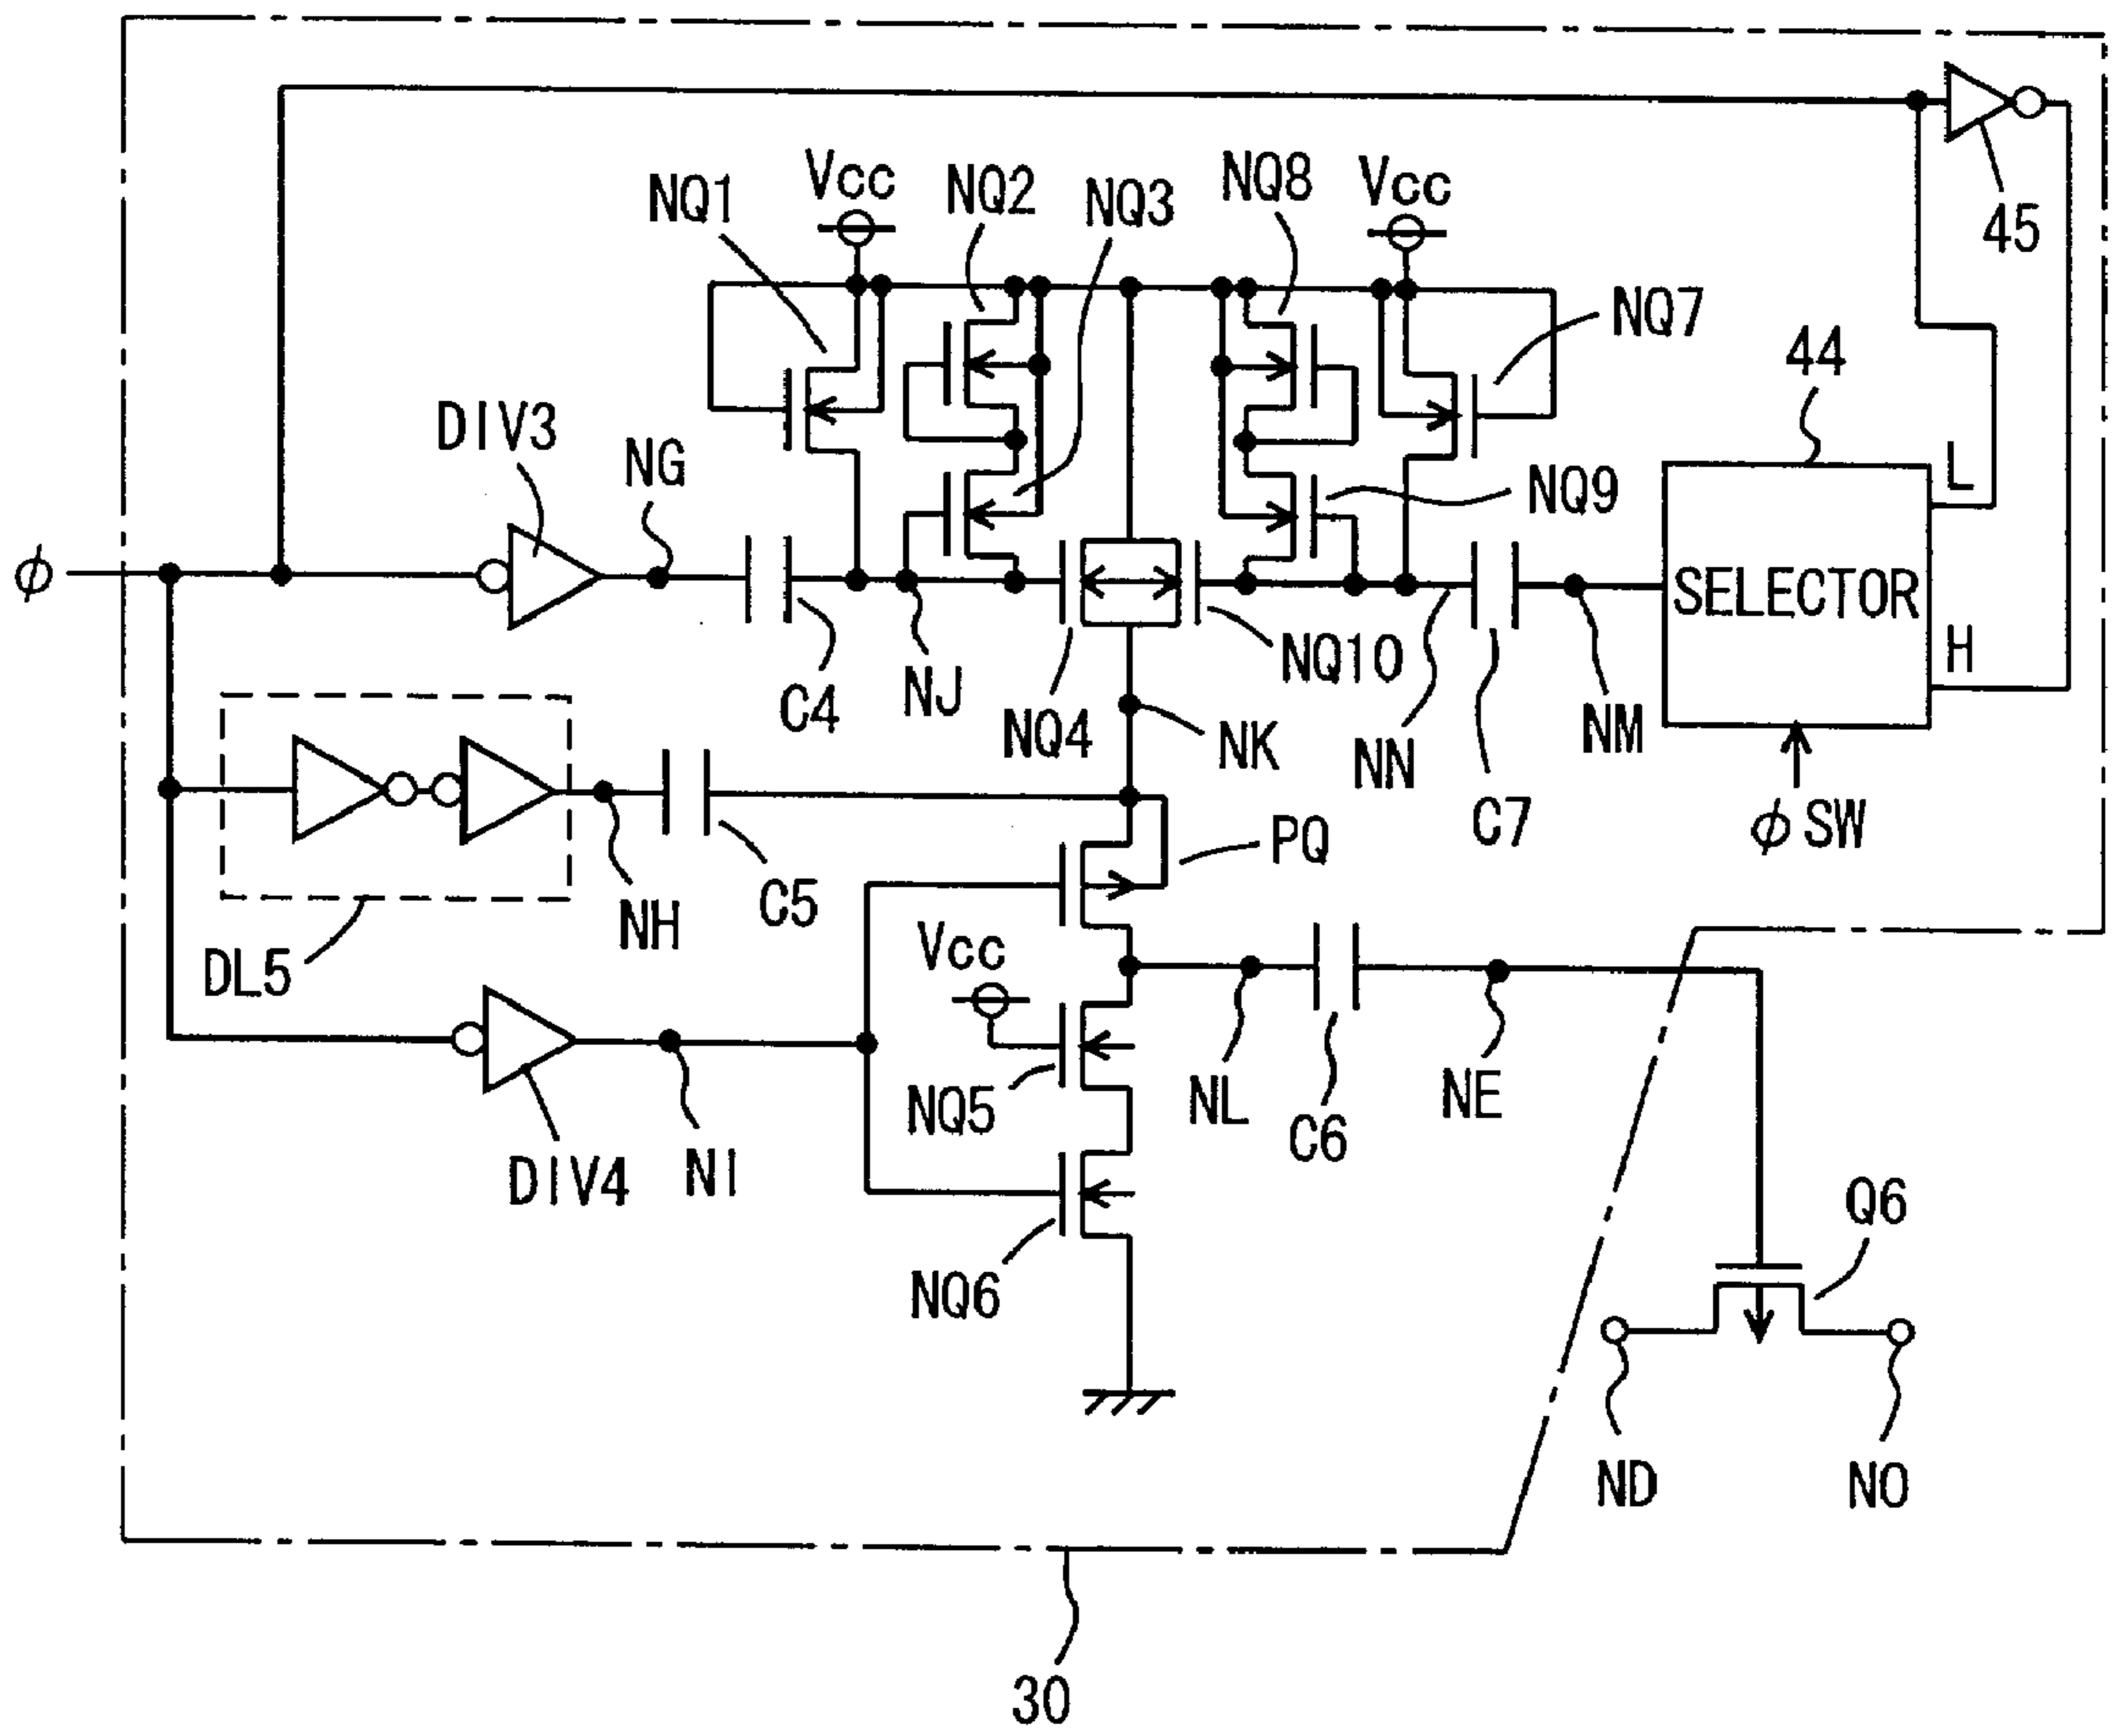 NQ1
Vcc
NQ2
NQ3
NQ8
Vcc
45
NQ7
44
DIV3
NG
NQ9
L
φ
SELECTOR
H
C4
NJ
NQ4
NQ10
NK
NN
NM
C7
φ SW
DL5
NH
C5
PQ
Vcc
NQ5
NL
C6
NE
DIV4
NI
NQ6
Q6
ND
NO
30